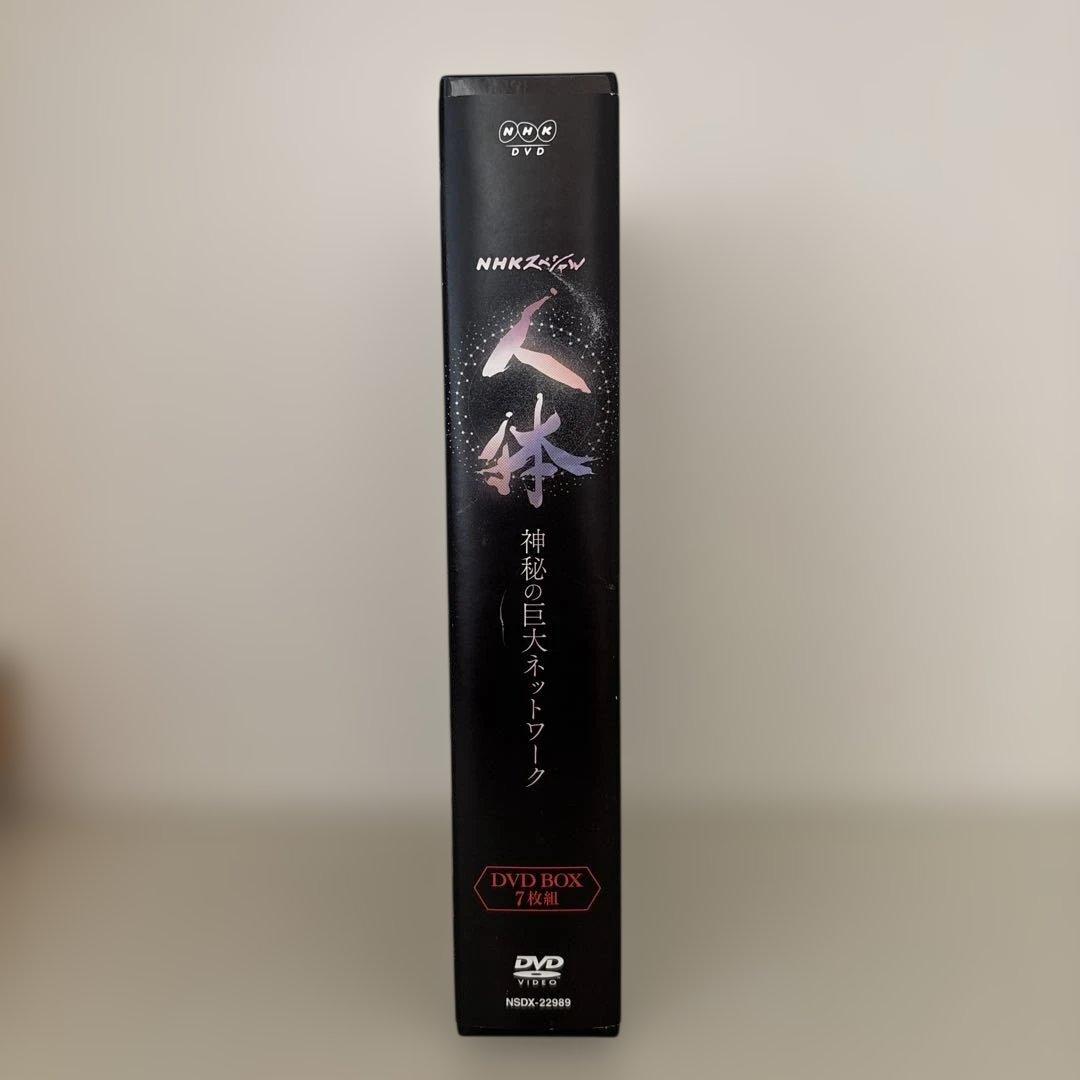 NHK
DVD
NHKスペシャル
人体
神秘の巨大ネットワーク
DVD BOX
7枚組
DVD
VIDEO
NSDX-22989